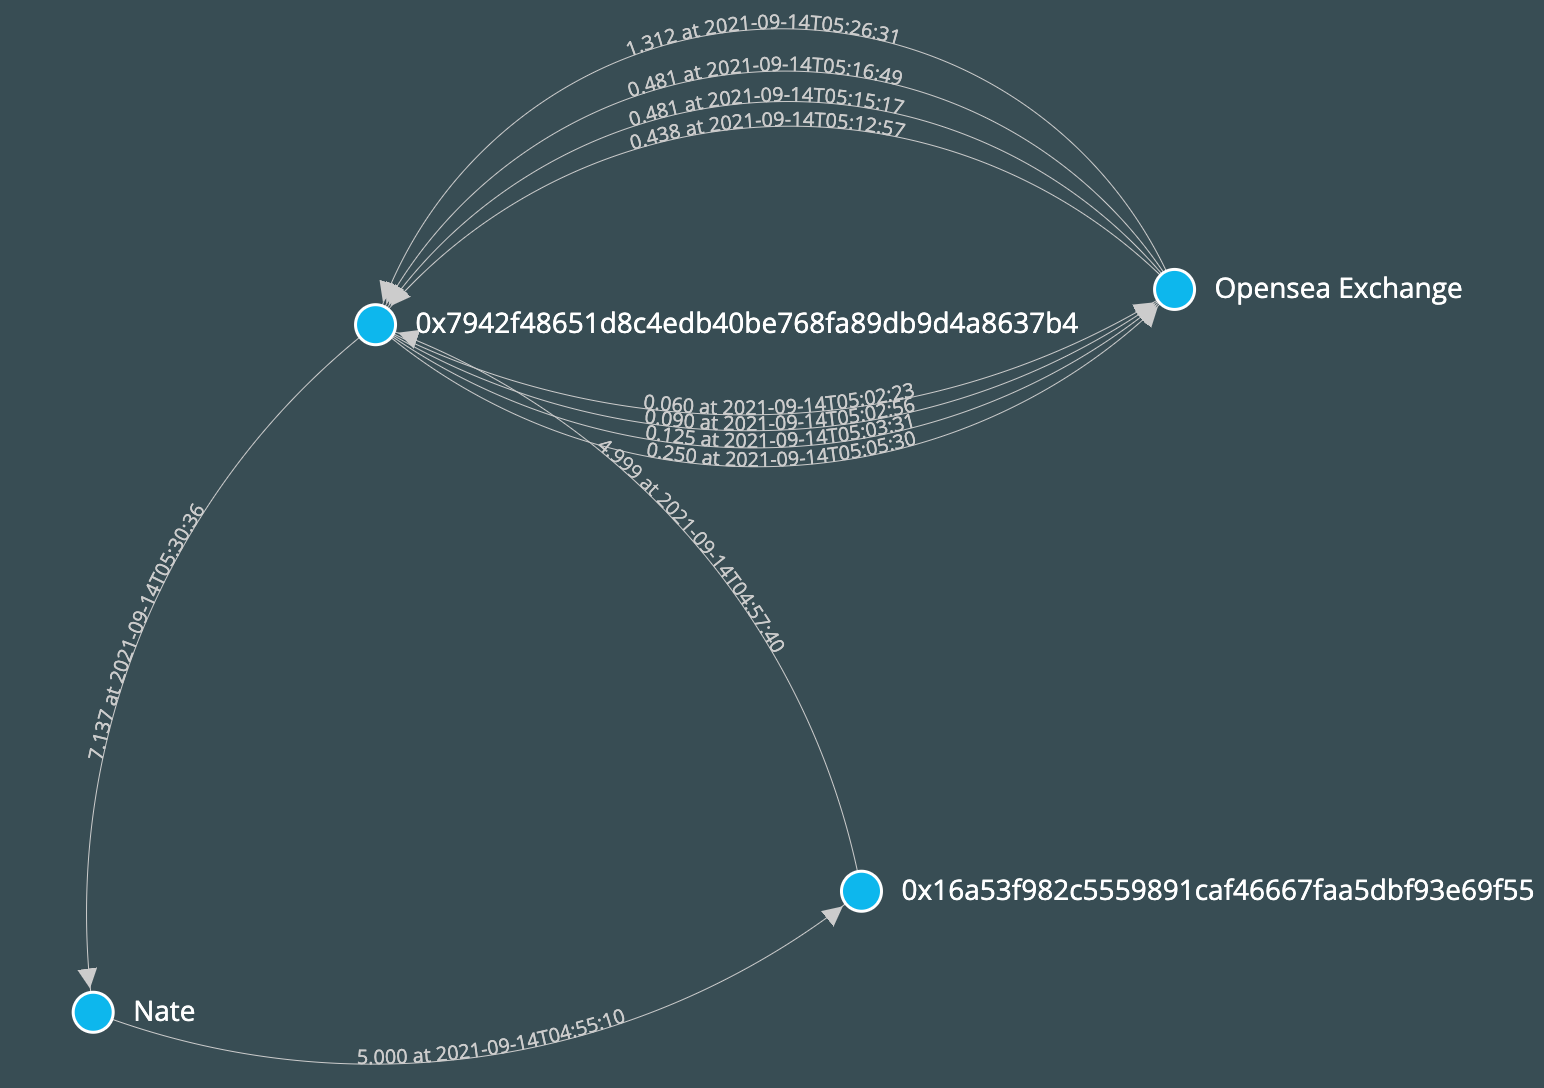 1.312 at 2021-09-14T05:26:31
0.481 at 2021-09-14T05:16:49
0.481 at 2021-09-14T05:15:17
0.438 at 2021-09-14T05:12:57
Opensea Exchange
0x7942f48651d8c4edb40be768fa89db9d4a8637b4
0.060 at 2021-09-14T05:02:23
0.090 at 2021-09-14T05:02:56
0.125 at 2021-09-14T05:03:31
0.250 at 2021-09-14T05:05:30
4.999 at 2021-09-14T04:57:40
7.137 at 2021-09-14T05:30:36
0x16a53f982c5559891caf46667faa5dbf93e69f55
Nate
5.000 at 2021-09-14T04:55:10